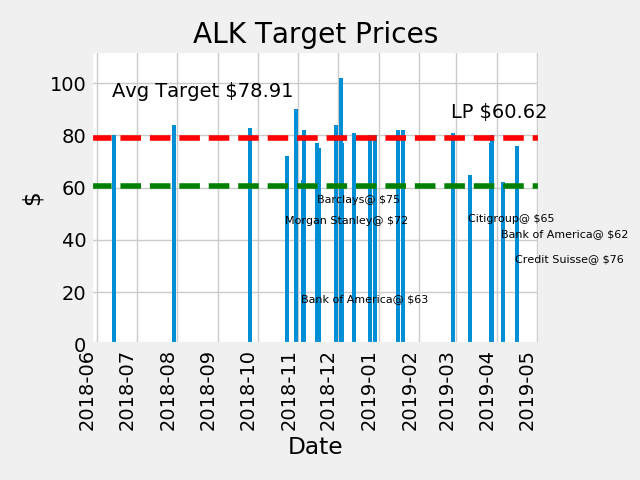 ALK Target Prices
Avg Target $78.91
LP $60.62
Barclays@ $75
Morgan Stanley@ $72
Citigroup@ $65
Bank of America@ $62
Credit Suisse@ $76
Bank of America@ $63
$
100
80
60
40
20
0
2018-06
2018-07
2018-08
2018-09
2018-10
2018-11
2018-12
2019-01
2019-02
2019-03
2019-04
2019-05
Date